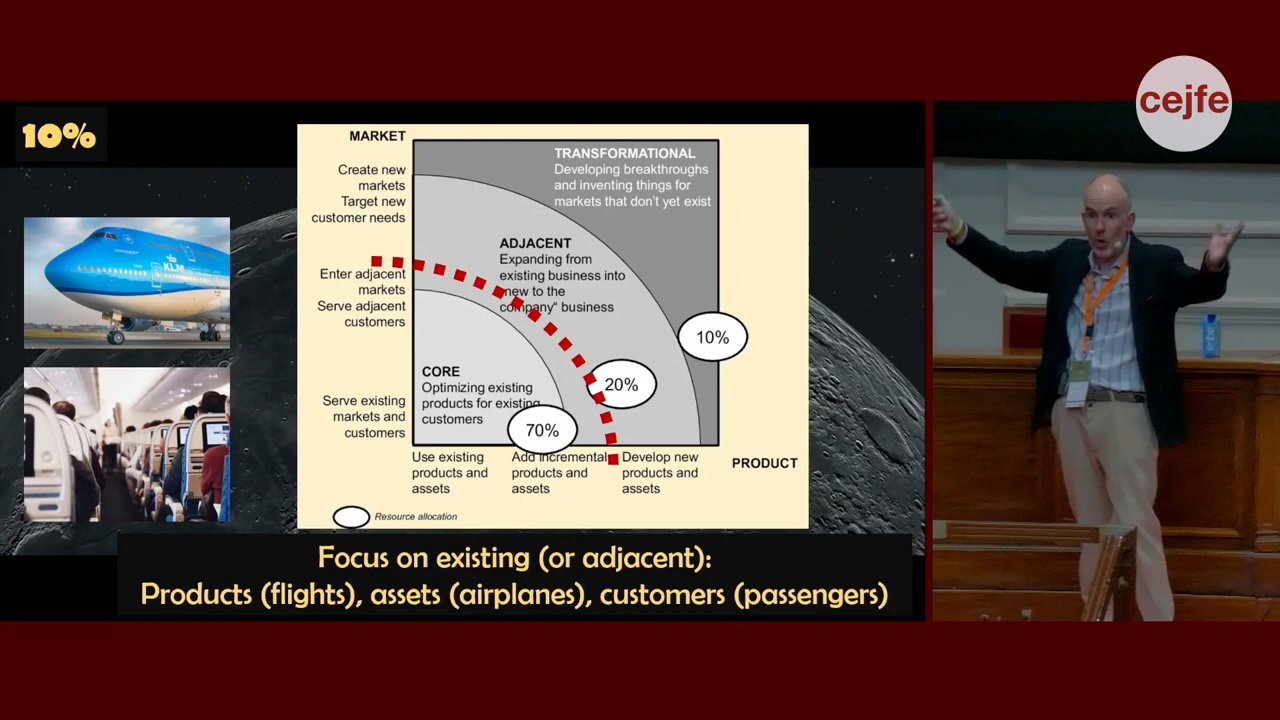 cejfe
10%
KLM
MARKET
Create new
markets
Target new
customer needs
Enter adjacent
markets
Serve adjacent
customers
Serve existing
markets and
customers
TRANSFORMATIONAL
Developing breakthroughs
and inventing things for
markets that don't yet exist
ADJACENT
Expanding from
existing business into
new to the
company“ business
CORE
Optimizing existing
products for existing
customers
10%
20%
70%
Use existing
products and
assets
Add incremental
products and
assets
Develop new
products and
assets
PRODUCT
Resource allocation
Focus on existing (or adjacent):
Products (flights), assets (airplanes), customers (passengers)